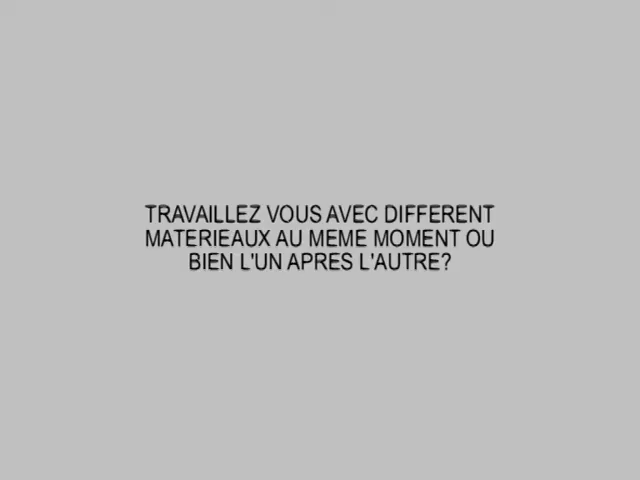 TRAVAILLEZ VOUS AVEC DIFFERENT
MATERIEAUX AU MEME MOMENT OU
BIEN L'UN APRES L'AUTRE?